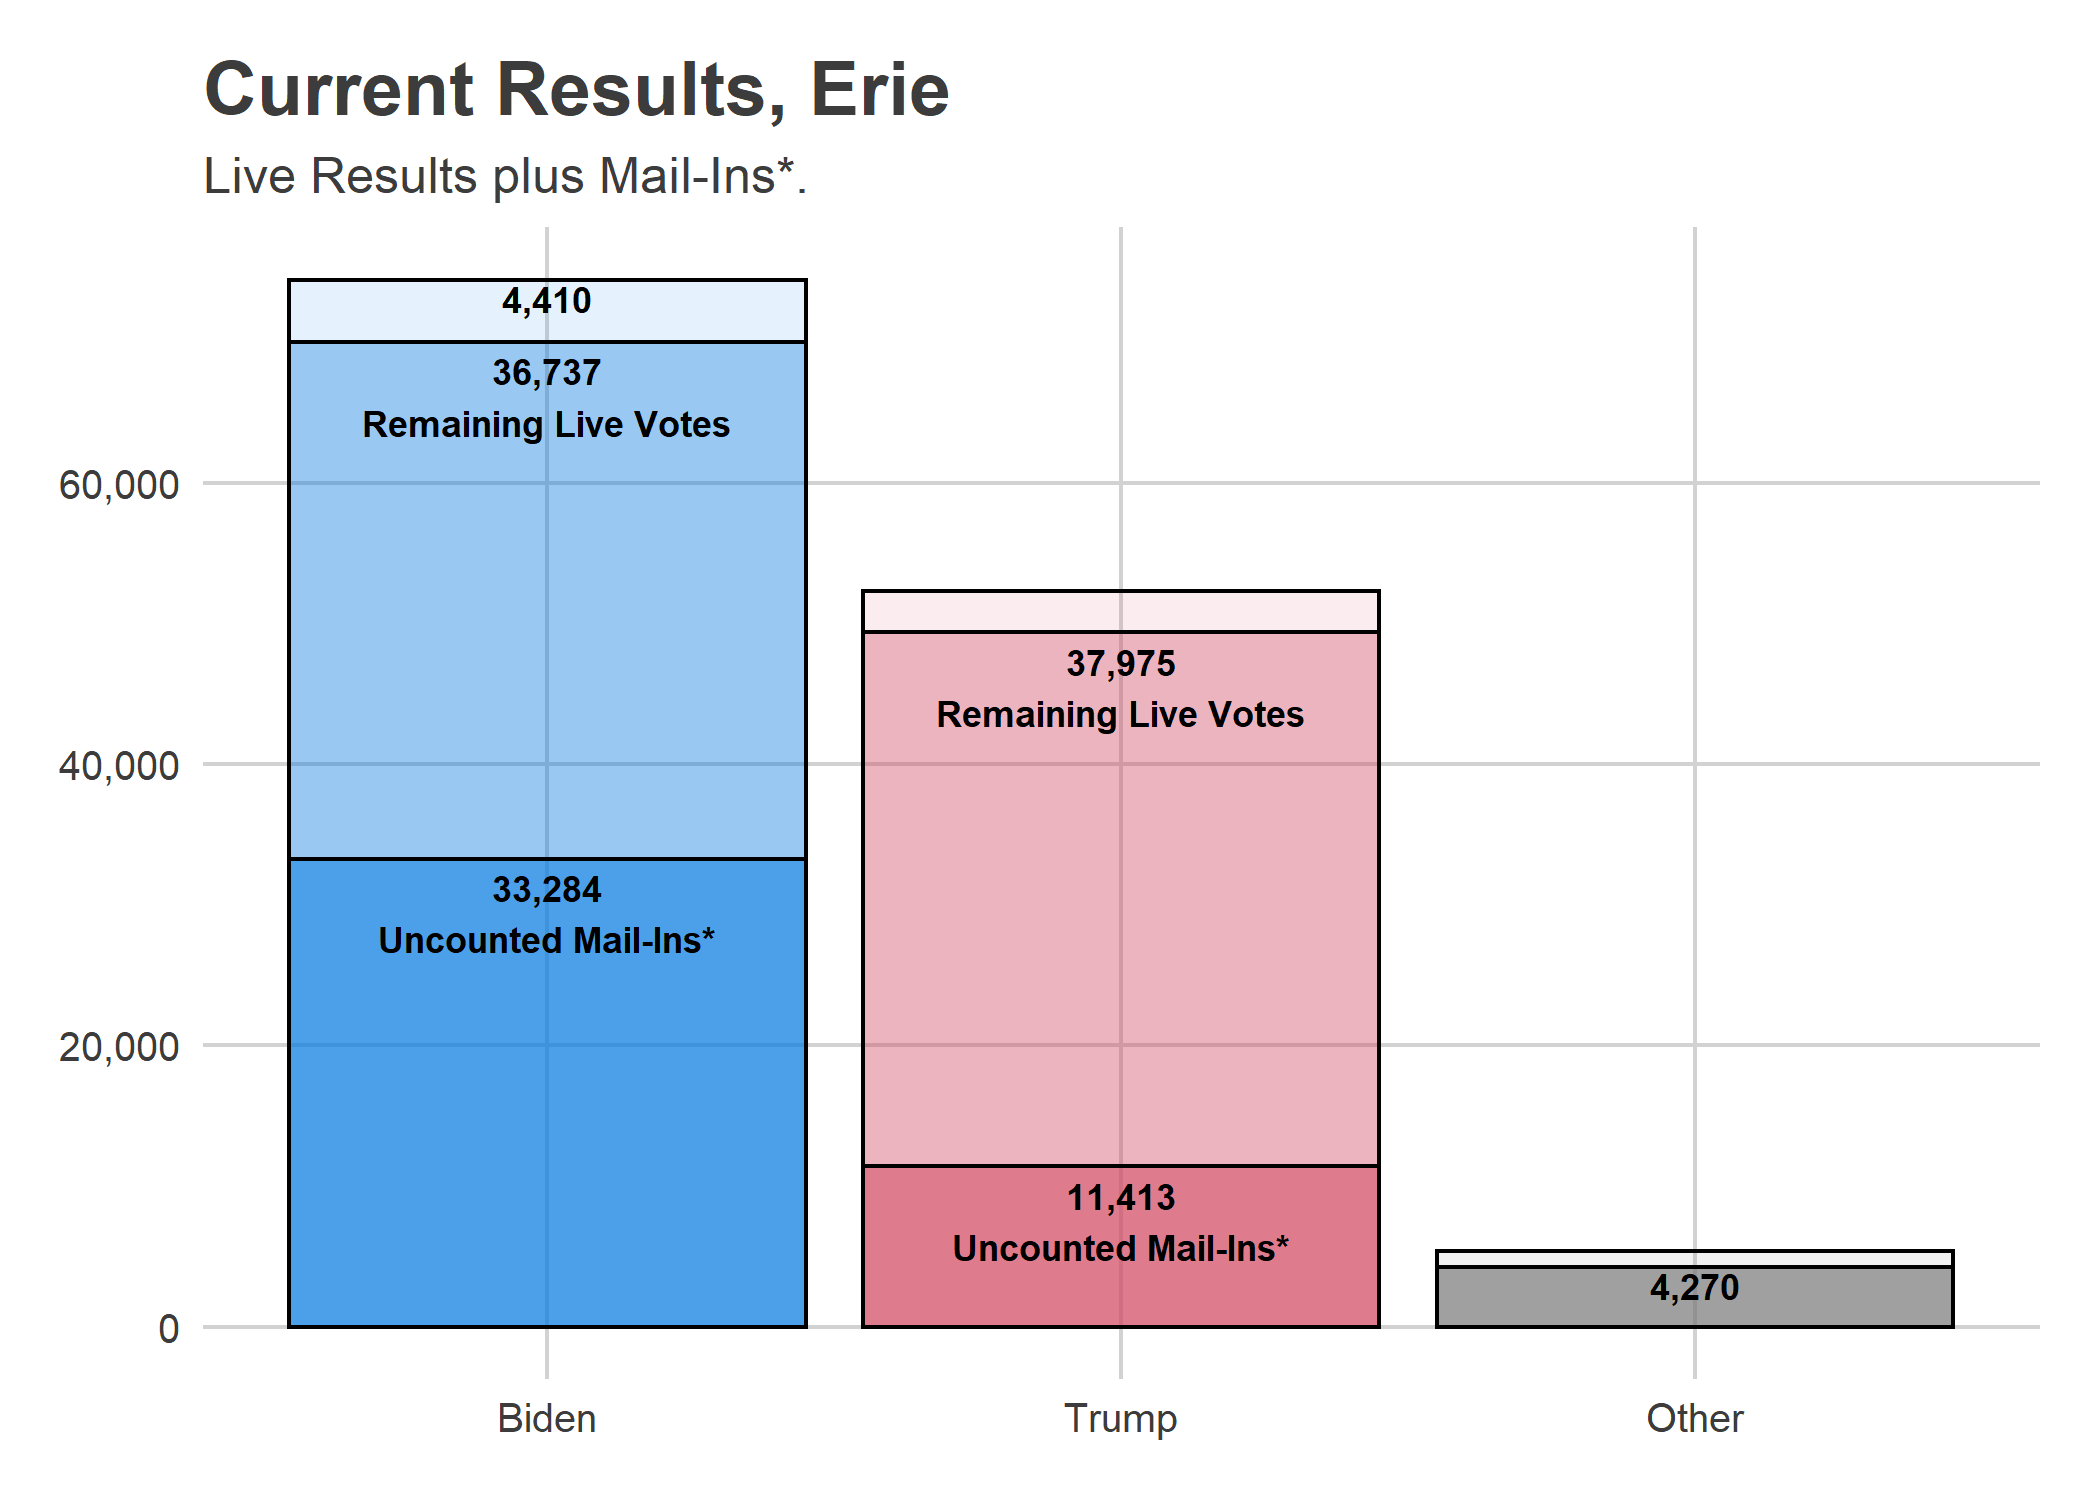 Current Results, Erie
Live Results plus Mail-Ins*.
4,410
36,737
Remaining Live Votes
60,000
37,975
Remaining Live Votes
40,000
33,284
Uncounted Mail-Ins*
20,000
11,413
Uncounted Mail-Ins*
4,270
0
Biden
Trump
Other